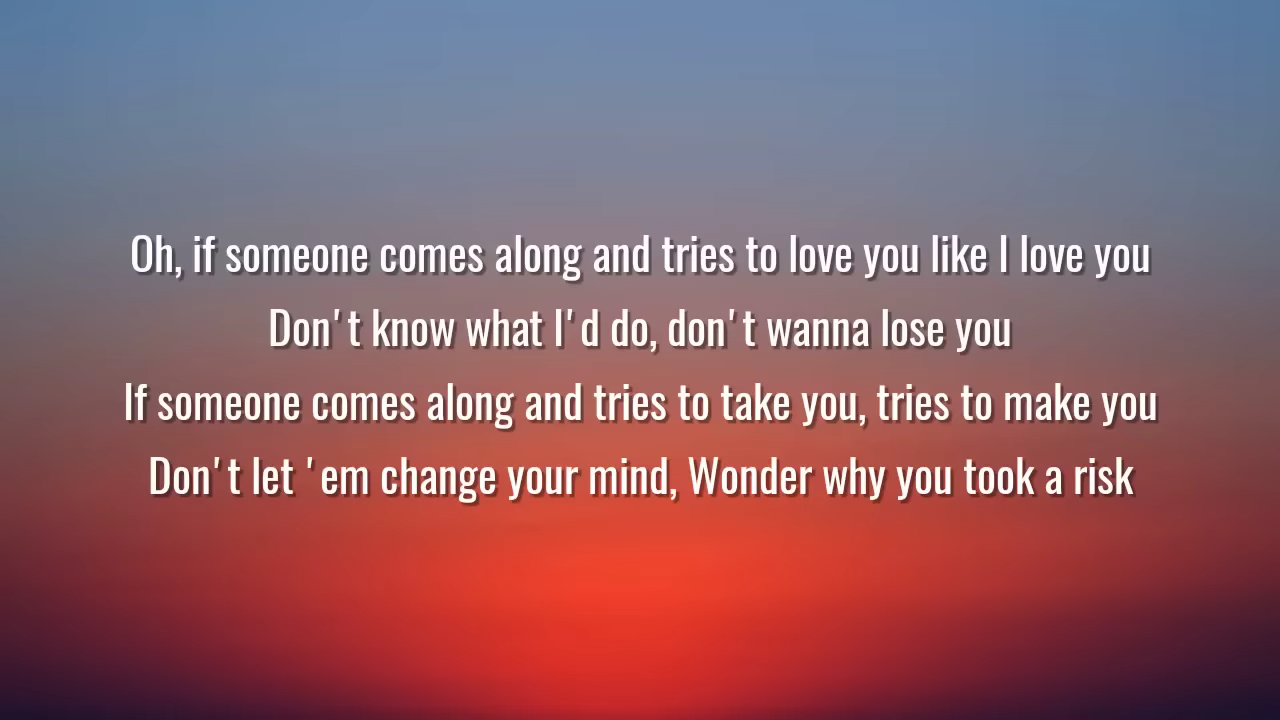 Oh, if someone comes along and tries to love you like I love you
Don't know what I'd do, don't wanna lose you
If someone comes along and tries to take you, tries to make you
Don't let 'em change your mind, Wonder why you took a risk